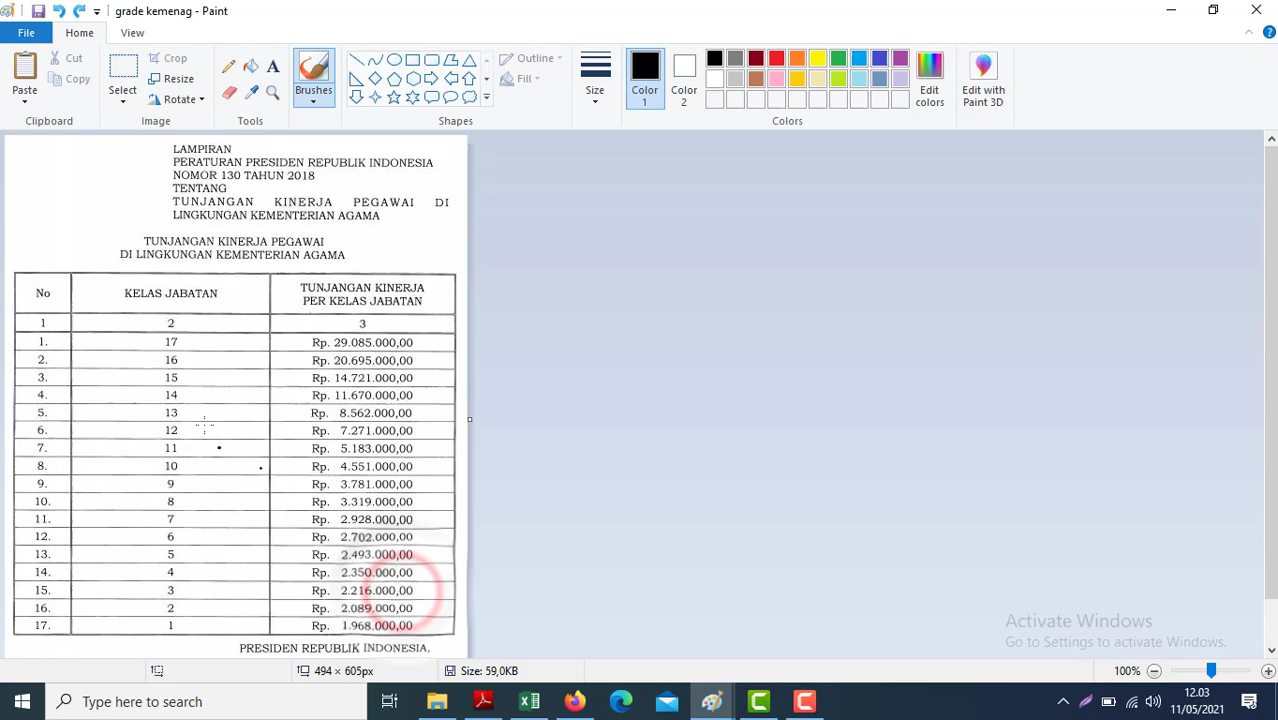 grade kemenag - Paint
File Home View
Paste
Cut
Copy
Clipboard
Select
Crop
Resize
Rotate
Image
Tools
Brushes
Shapes
Outline
Fill
Size
Color 1
Color 2
Edit colors
Colors
Edit with Paint 3D
LAMPIRAN
PERATURAN PRESIDEN REPUBLIK INDONESIA
NOMOR 130 TAHUN 2018
TENTANG
TUNJANGAN KINERJA PEGAWAI DI
LINGKUNGAN KEMENTERIAN AGAMA
TUNJANGAN KINERJA PEGAWAI
DI LINGKUNGAN KEMENTERIAN AGAMA
No KELAS JABATAN TUNJANGAN KINERJA PER KELAS JABATAN
1 2 3
1. 17 Rp. 29.085.000,00
2. 16 Rp. 20.695.000,00
3. 15 Rp. 14.721.000,00
4. 14 Rp. 11.670.000,00
5. 13 Rp. 8.562.000,00
6. 12 Rp. 7.271.000,00
7. 11 Rp. 5.183.000,00
8. 10 Rp. 4.551.000,00
9. 9 Rp. 3.781.000,00
10. 8 Rp. 3.319.000,00
11. 7 Rp. 2.928.000,00
12. 6 Rp. 2.702.000,00
13. 5 Rp. 2.493.000,00
14. 4 Rp. 2.350.000,00
15. 3 Rp. 2.216.000,00
16. 2 Rp. 2.089.000,00
17. 1 Rp. 1.968.000,00
PRESIDEN REPUBLIK INDONESIA,
Activate Windows
Go to Settings to activate Windows.
494 × 605px
Size: 59,0KB
100%
Type here to search
12.03
11/05/2021